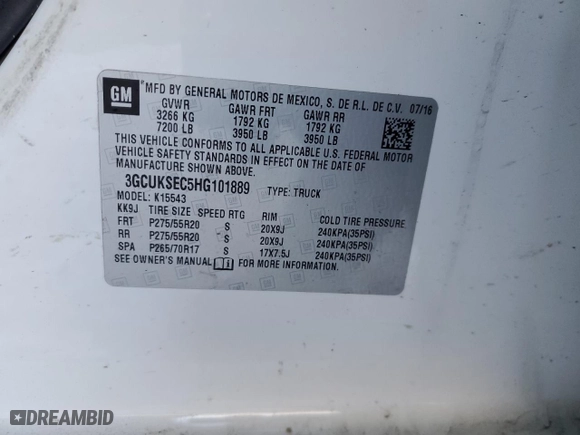 GM
MFD BY GENERAL MOTORS DE MEXICO, S. DE R.L. DE C.V. 07/16
GVWR GAWR FRT GAWR RR
3266 KG 1792 KG 1792 KG
7200 LB 3950 LB 3950 LB
THIS VEHICLE CONFORMS TO ALL APPLICABLE U.S. FEDERAL MOTOR
VEHICLE SAFETY STANDARDS IN EFFECT ON THE DATE OF
MANUFACTURE SHOWN ABOVE.
3GCUKSEC5HG101889 TYPE: TRUCK
MODEL: K15543
KK9J TIRE SIZE SPEED RTG RIM COLD TIRE PRESSURE
FRT P275/55R20 S 20X9J 240KPA(35PSI)
RR P275/55R20 S 20X9J 240KPA(35PSI)
SPA P265/70R17 S 17X7.5J 240KPA(35PSI)
SEE OWNER'S MANUAL FOR MORE INFORMATION.
DREAMBID